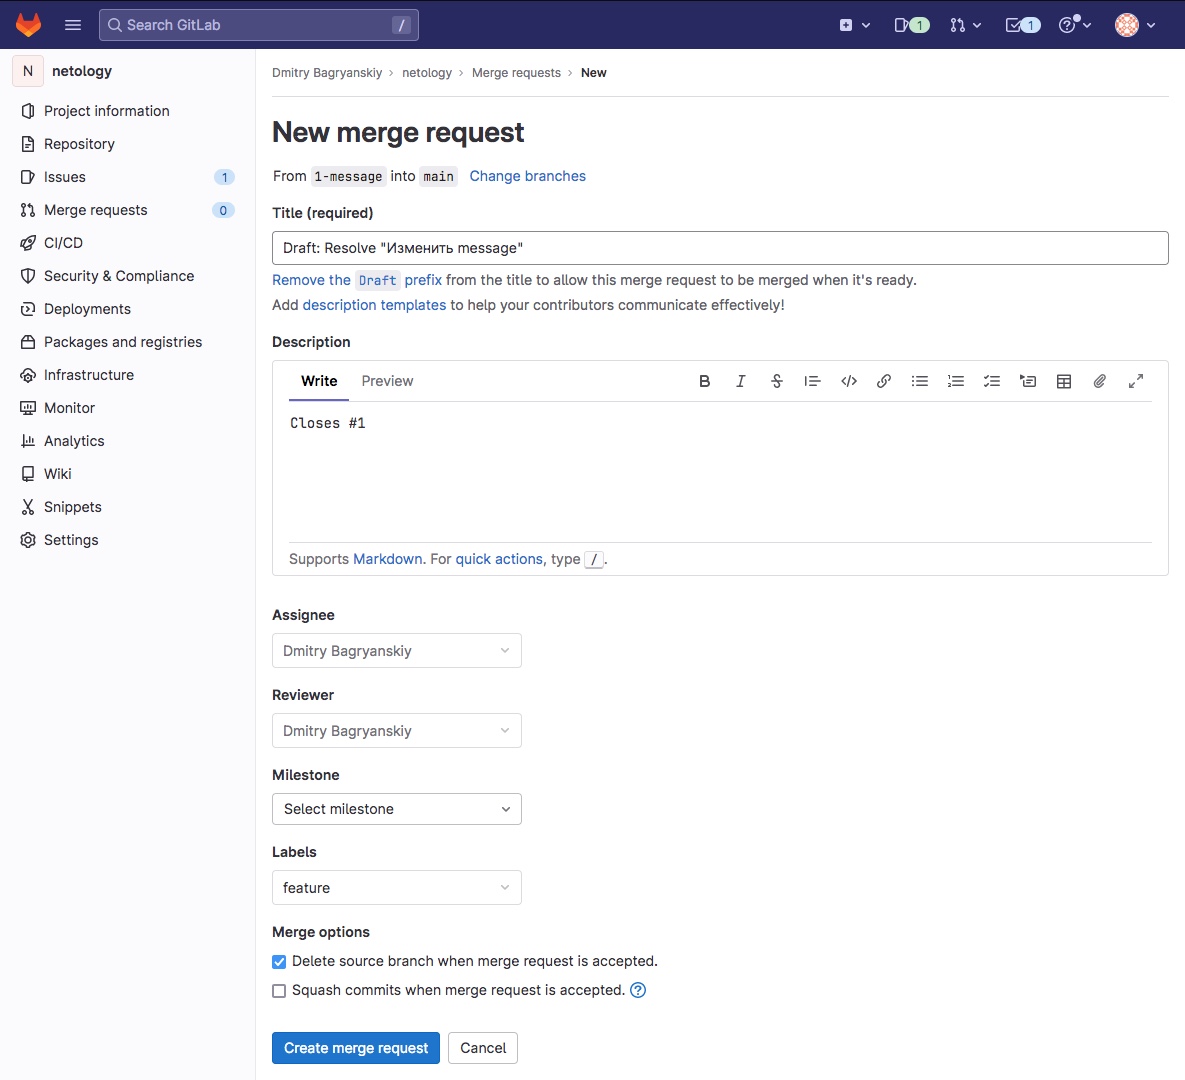 Search GitLab /
1
1
N netology
Project information
Repository
Issues 1
Merge requests 0
CI/CD
Security & Compliance
Deployments
Packages and registries
Infrastructure
Monitor
Analytics
Wiki
Snippets
Settings
Dmitry Bagryanskiy › netology › Merge requests › New
New merge request
From 1-message into main Change branches
Title (required)
Draft: Resolve "Изменить message"
Remove the Draft prefix from the title to allow this merge request to be merged when it's ready.
Add description templates to help your contributors communicate effectively!
Description
Write Preview
Closes #1
Supports Markdown. For quick actions, type /.
Assignee
Dmitry Bagryanskiy
Reviewer
Dmitry Bagryanskiy
Milestone
Select milestone
Labels
feature
Merge options
Delete source branch when merge request is accepted.
Squash commits when merge request is accepted.
Create merge request Cancel